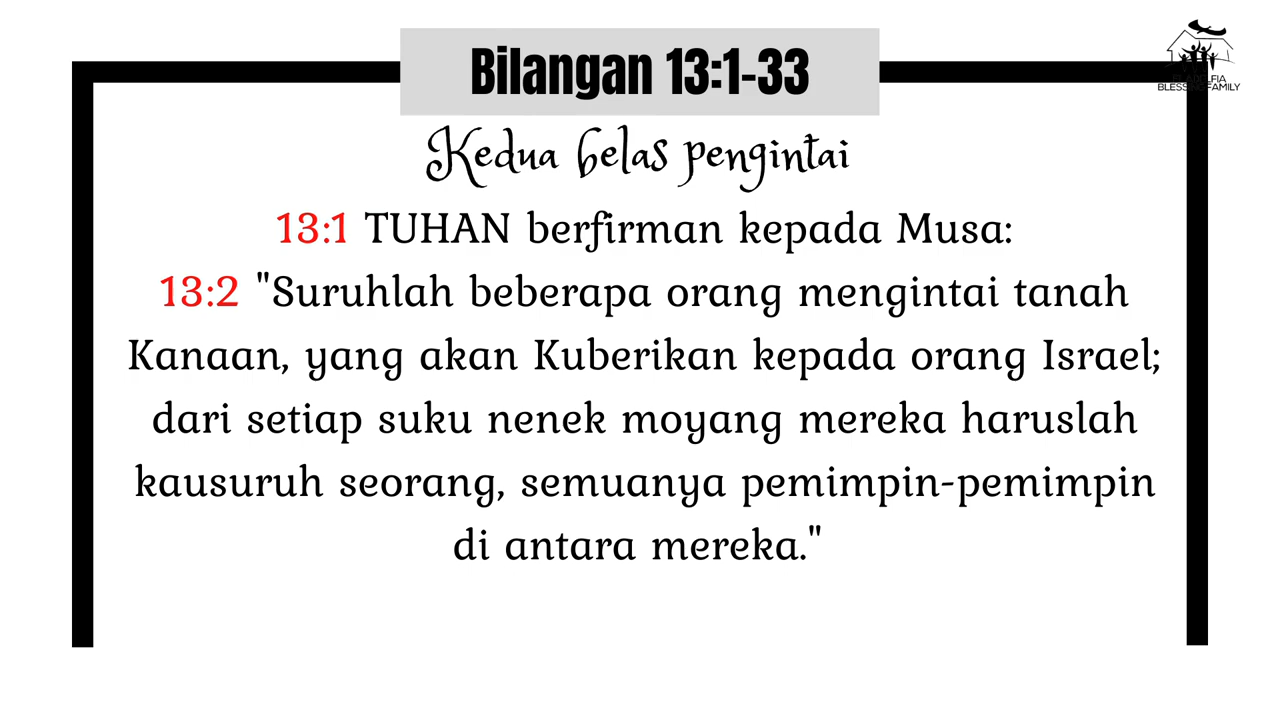 Bilangan 13:1-33
BLESSING FAMILY
Kedua belas pengintai
13:1 TUHAN berfirman kepada Musa:
13:2 "Suruhlah beberapa orang mengintai tanah
Kanaan, yang akan Kuberikan kepada orang Israel;
dari setiap suku nenek moyang mereka haruslah
kausuruh seorang, semuanya pemimpin-pemimpin
di antara mereka."